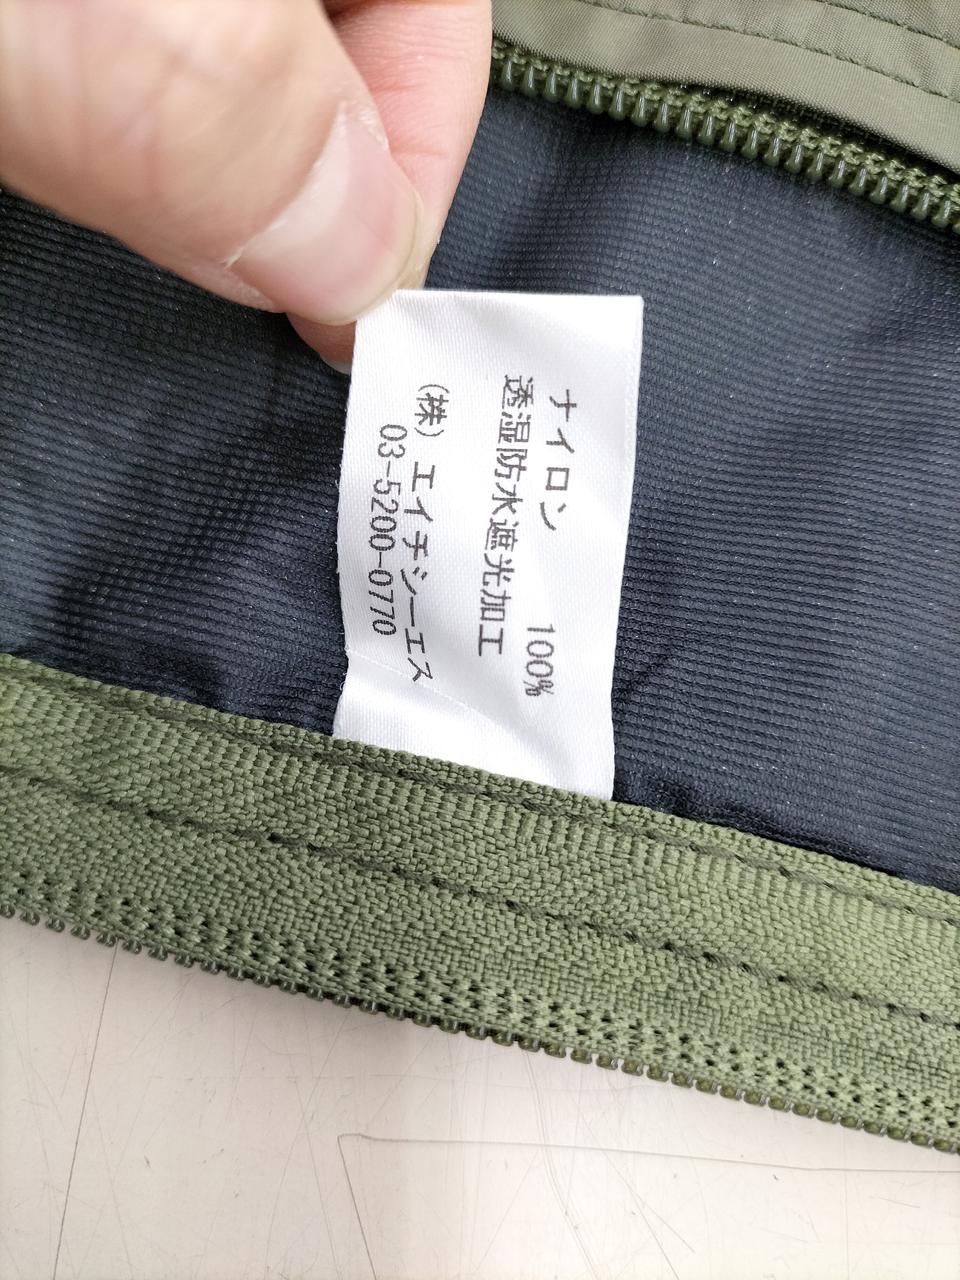 ナイロン 100%
透湿防水遮光加工
(株) エイチシーエス
03-5200-0770